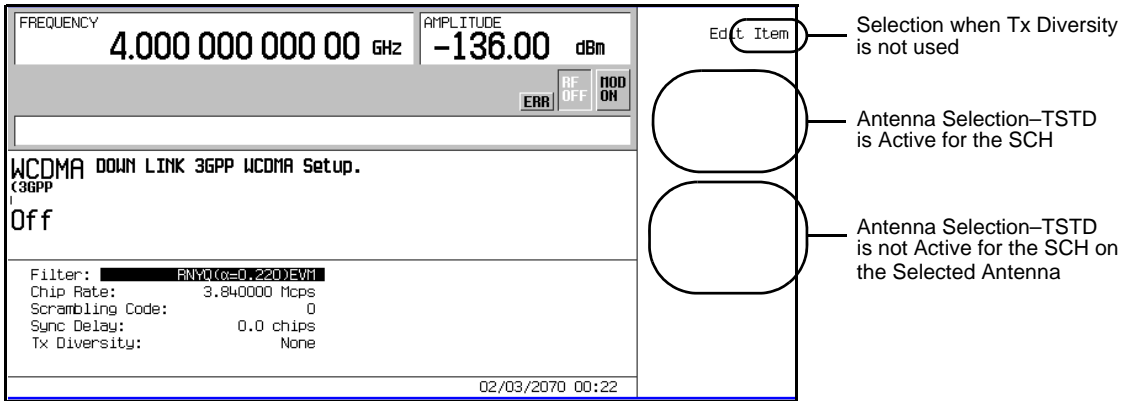 FREQUENCY
4.000 000 000 00 GHz
AMPLITUDE
-136.00 dBm
ERR
RF OFF
MOD ON
Edit Item
Selection when Tx Diversity
is not used
Antenna Selection–TSTD
is Active for the SCH
Antenna Selection–TSTD
is not Active for the SCH on
the Selected Antenna
WCDMA DOWN LINK 3GPP WCDMA Setup.
(3GPP
Off
Filter: RNYQ(α=0.220)EVM
Chip Rate: 3.840000 Mcps
Scrambling Code: 0
Sync Delay: 0.0 chips
Tx Diversity: None
02/03/2070 00:22